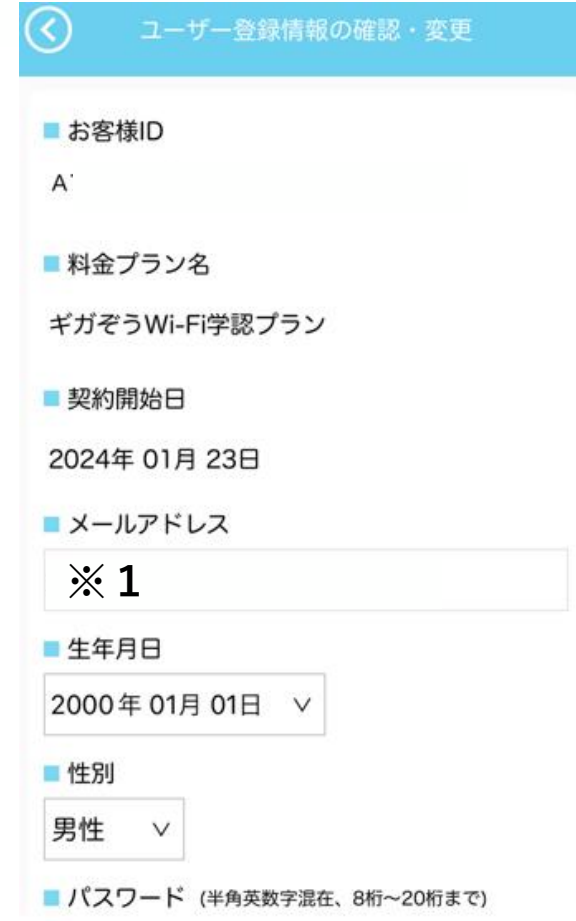 ユーザー登録情報の確認・変更
お客様ID
A
料金プラン名
ギガぞうWi-Fi学認プラン
契約開始日
2024年 01月 23日
メールアドレス
※1
生年月日
2000年 01月 01日
性別
男性
パスワード (半角英数字混在、8桁～20桁まで)